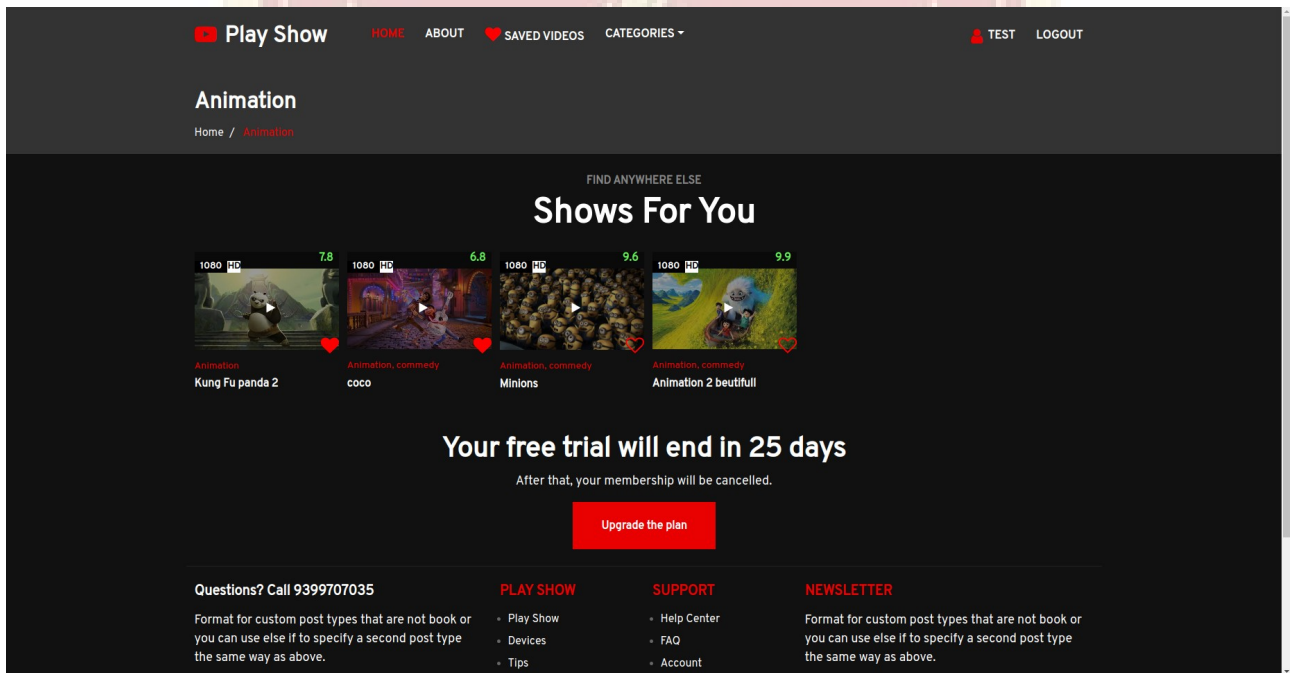 Play Show
HOME ABOUT SAVED VIDEOS CATEGORIES
TEST LOGOUT
Animation
Home / Animation
FIND ANYWHERE ELSE
Shows For You
1080 HD 7.8
Animation
Kung Fu panda 2
1080 HD 6.8
Animation, commedy
coco
1080 HD 9.6
Animation, commedy
Minions
1080 HD 9.9
Animation, commedy
Animation 2 beutifull
Your free trial will end in 25 days
After that, your membership will be cancelled.
Upgrade the plan
Questions? Call 9399707035
Format for custom post types that are not book or
you can use else if to specify a second post type
the same way as above.
PLAY SHOW
Play Show
Devices
Tips
SUPPORT
Help Center
FAQ
Account
NEWSLETTER
Format for custom post types that are not book or
you can use else if to specify a second post type
the same way as above.